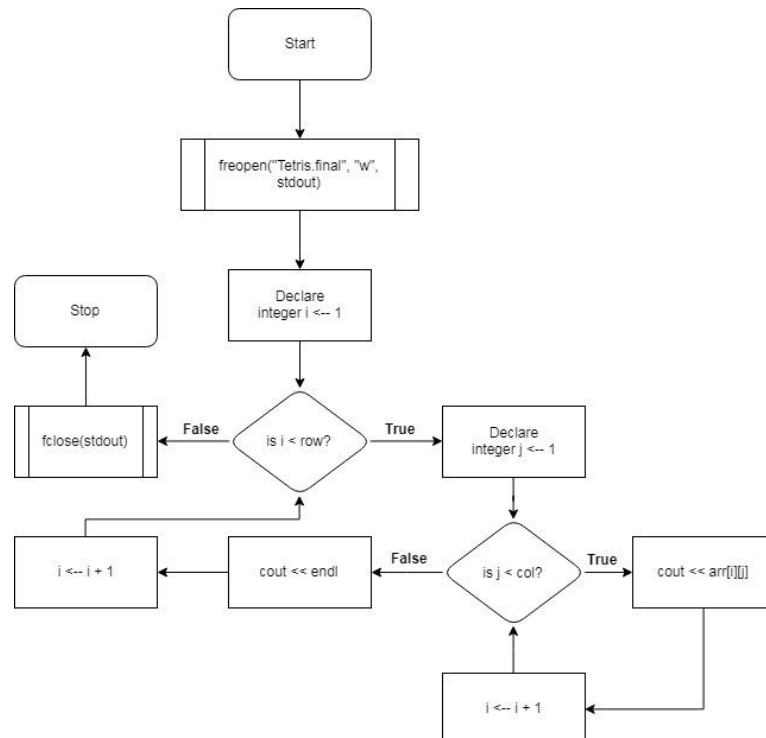 Start
freopen("Tetris.final", "w",
stdout)
Declare
integer i <-- 1
Stop
fclose(stdout)
False
is i < row?
True
Declare
integer j <-- 1
i <-- i + 1
cout << endl
False
is j < col?
True
cout << arr[i][j]
i <-- i + 1